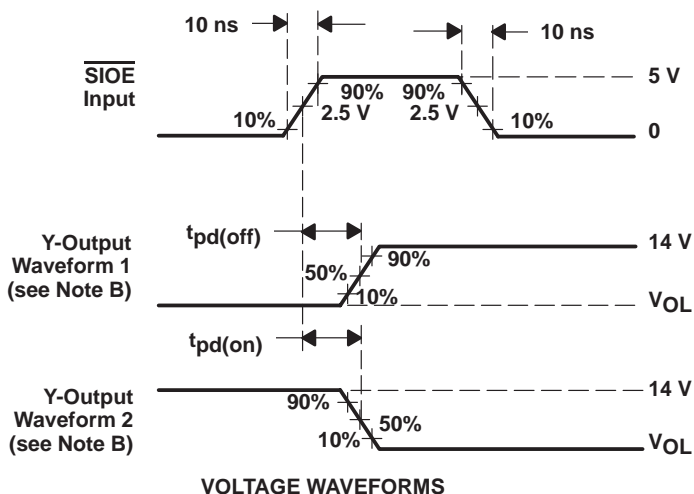 10 ns
10 ns
SIOE
Input
5 V
90%
90%
2.5 V
2.5 V
10%
10%
0
tpd(off)
Y-Output
Waveform 1
(see Note B)
14 V
90%
50%
10%
VOL
tpd(on)
Y-Output
Waveform 2
(see Note B)
14 V
90%
50%
10%
VOL
VOLTAGE WAVEFORMS